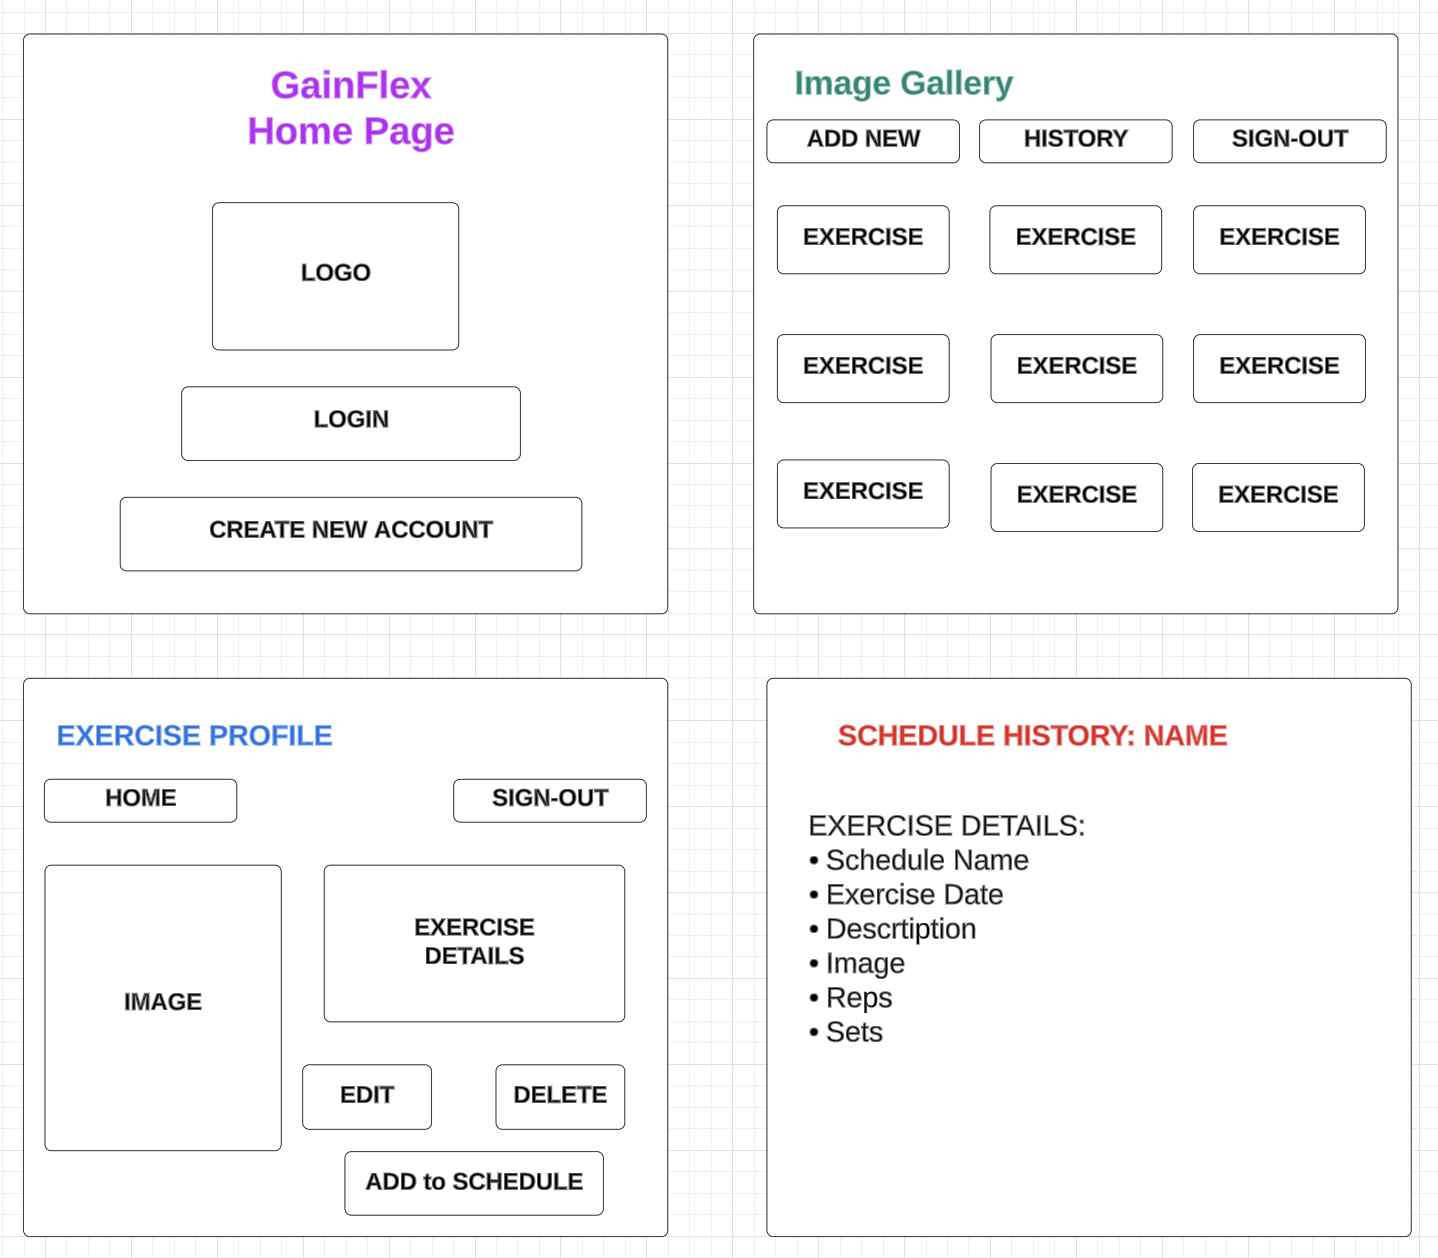 GainFlex
Home Page
LOGO
LOGIN
CREATE NEW ACCOUNT
Image Gallery
ADD NEW
HISTORY
SIGN-OUT
EXERCISE
EXERCISE
EXERCISE
EXERCISE
EXERCISE
EXERCISE
EXERCISE
EXERCISE
EXERCISE
EXERCISE PROFILE
HOME
SIGN-OUT
IMAGE
EXERCISE
DETAILS
EDIT
DELETE
ADD to SCHEDULE
SCHEDULE HISTORY: NAME
EXERCISE DETAILS:
• Schedule Name
• Exercise Date
• Descrtiption
• Image
• Reps
• Sets